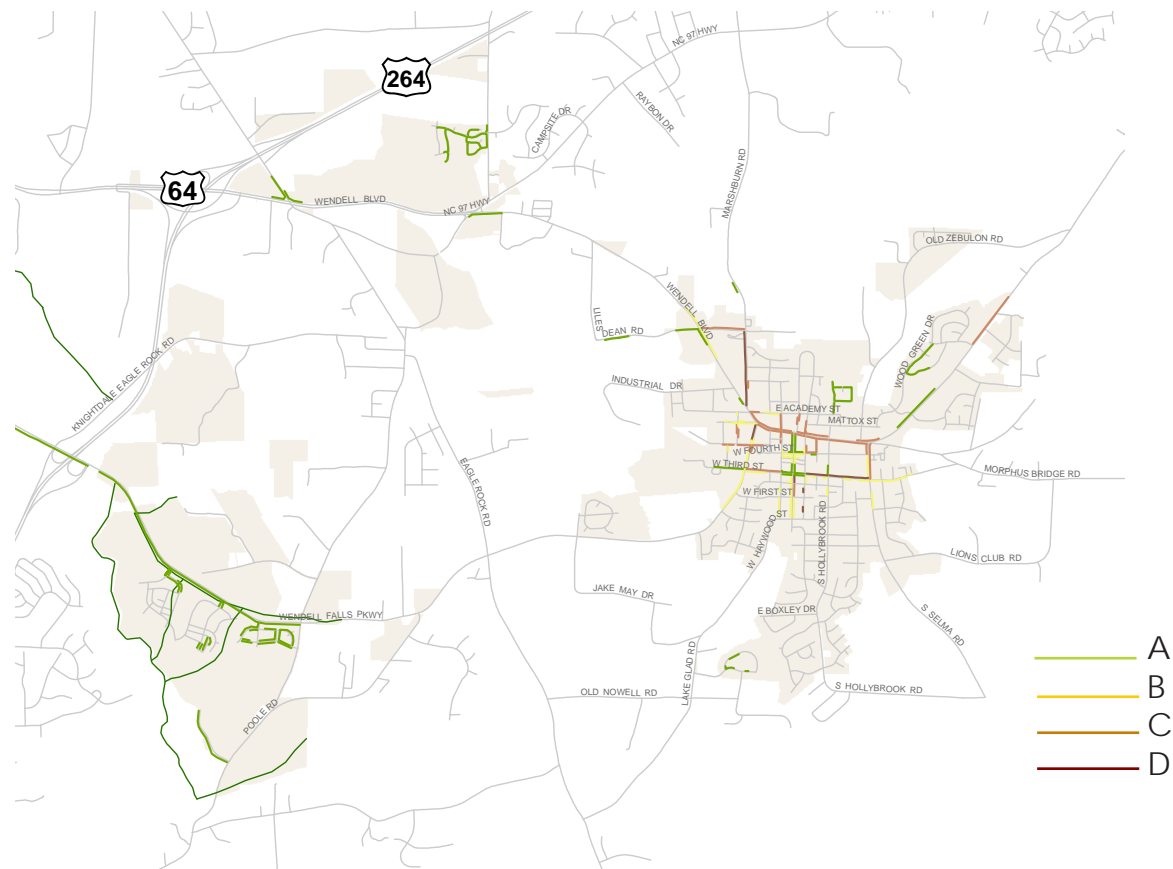 NC 97 HWY
264
RAYBON DR
CAMPSITE DR
MARSHBURN RD
64
WENDELL BLVD
NC 97 HWY
OLD ZEBULON RD
WENDELL BLVD
LILES
DEAN RD
KNIGHTDALE EAGLE ROCK RD
WOOD GREEN DR
INDUSTRIAL DR
E ACADEMY ST
MATTOX ST
W FOURTH ST
W THIRD ST
MORPHUS BRIDGE RD
EAGLE ROCK RD
W FIRST ST
ST
W HAYWOOD
S HOLLYBROOK RD
LIONS CLUB RD
JAKE MAY DR
E BOXLEY DR
WENDELL FALLS PKWY
S SELMA RD
A
LAKE GLAD RD
B
OLD NOWELL RD
S HOLLYBROOK RD
POOLE RD
C
D